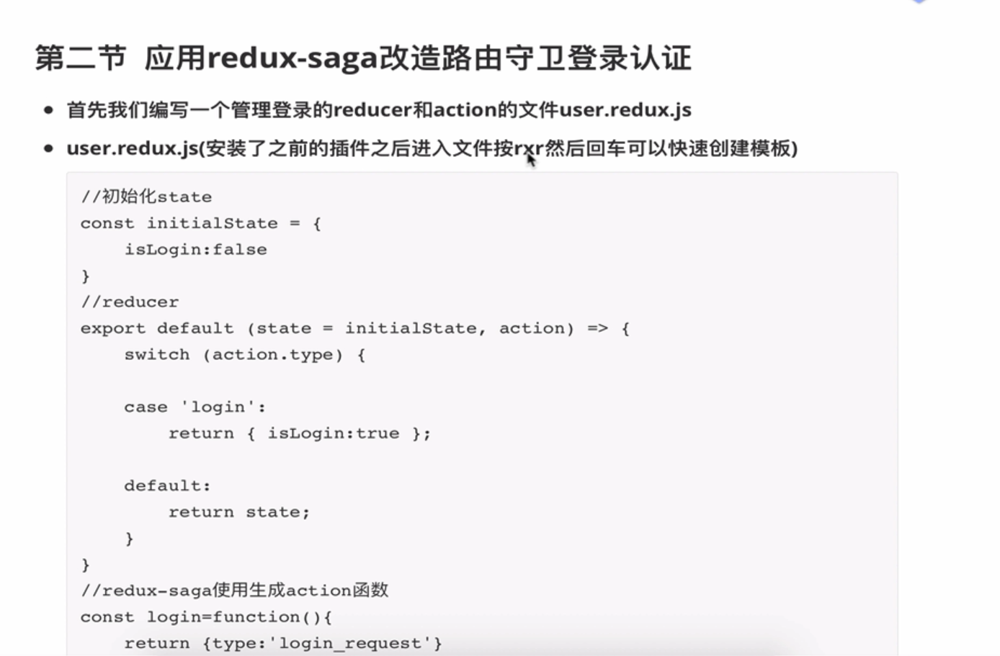 第二节 应用redux-saga改造路由守卫登录认证
首先我们编写一个管理登录的reducer和action的文件user.redux.js
user.redux.js(安装了之前的插件之后进入文件按rxr然后回车可以快速创建模板)
//初始化state
const initialState = {
    isLogin:false
}
//reducer
export default (state = initialState, action) => {
    switch (action.type) {
    case 'login':
        return { isLogin:true };
    default:
        return state;
    }
}
//redux-saga使用生成action函数
const login=function(){
    return {type:'login_request'}